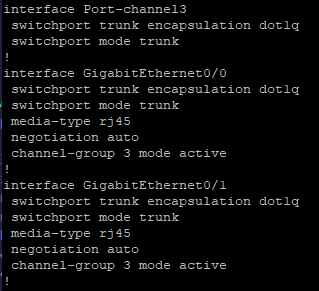 interface Port-channel3
 switchport trunk encapsulation dot1q
 switchport mode trunk
!
interface GigabitEthernet0/0
 switchport trunk encapsulation dot1q
 switchport mode trunk
 media-type rj45
 negotiation auto
 channel-group 3 mode active
!
interface GigabitEthernet0/1
 switchport trunk encapsulation dot1q
 switchport mode trunk
 media-type rj45
 negotiation auto
 channel-group 3 mode active
!